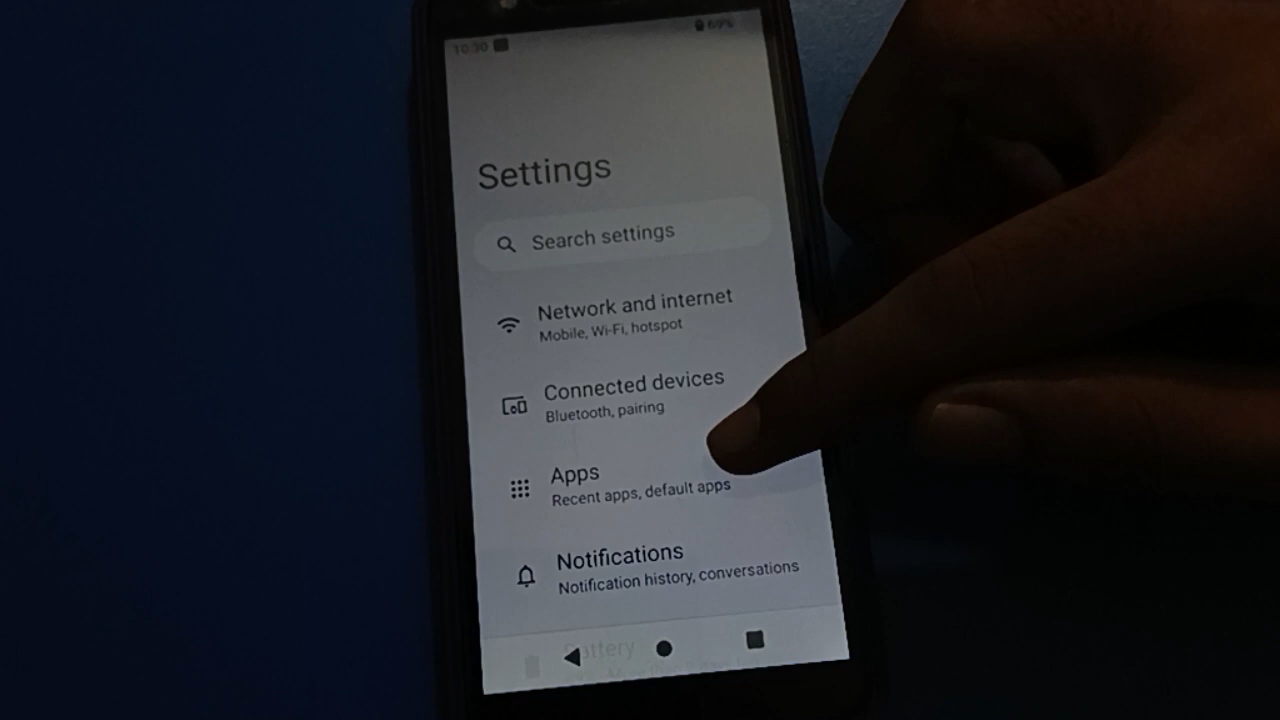 10:30 69%
Settings
Search settings
Network and internet
Mobile, Wi-Fi, hotspot
Connected devices
Bluetooth, pairing
Apps
Recent apps, default apps
Notifications
Notification history, conversations
Battery